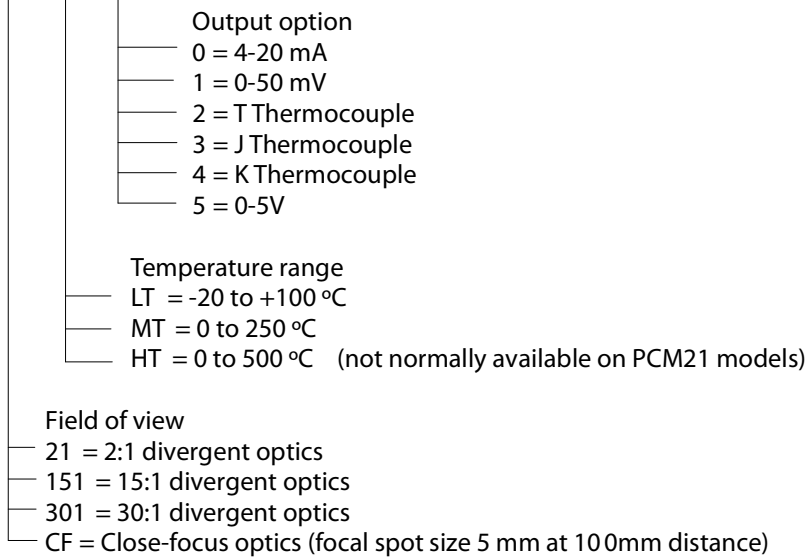 Output option
0 = 4-20 mA
1 = 0-50 mV
2 = T Thermocouple
3 = J Thermocouple
4 = K Thermocouple
5 = 0-5V
Temperature range
LT = -20 to +100 ºC
MT = 0 to 250 ºC
HT = 0 to 500 ºC (not normally available on PCM21 models)
Field of view
21 = 2:1 divergent optics
151 = 15:1 divergent optics
301 = 30:1 divergent optics
CF = Close-focus optics (focal spot size 5 mm at 100mm distance)